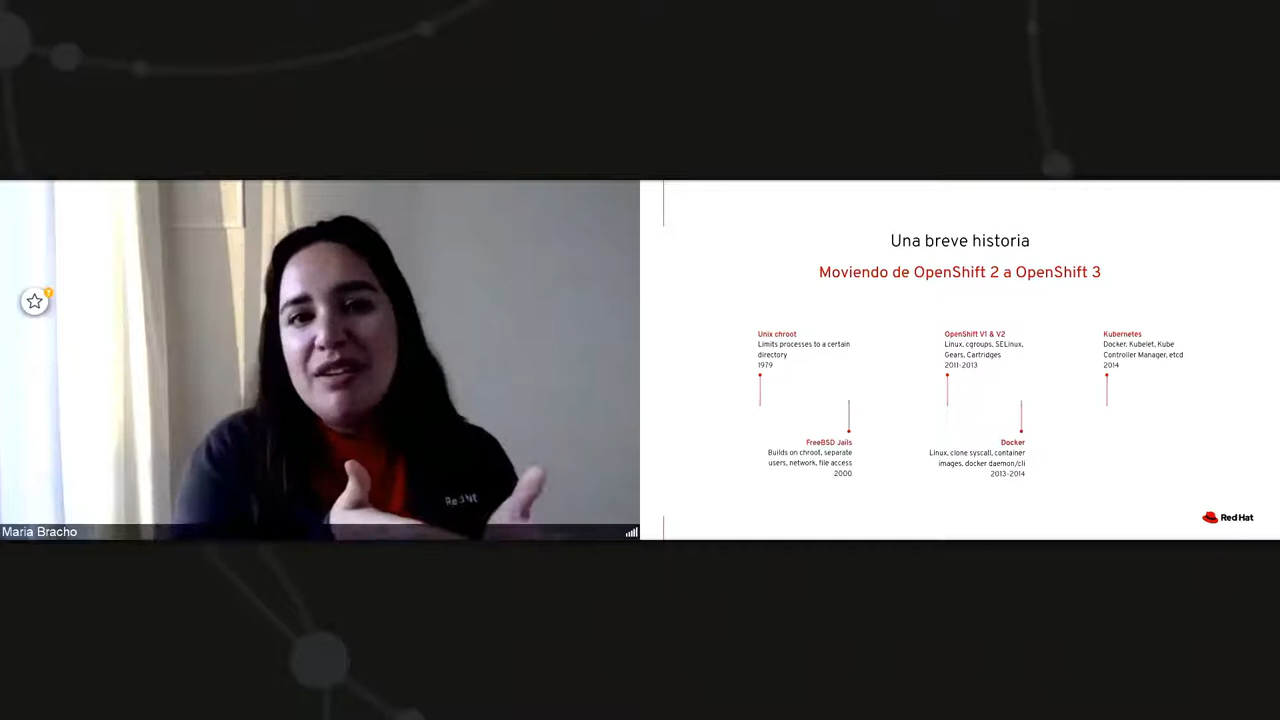 Una breve historia
Moviendo de OpenShift 2 a OpenShift 3
Unix chroot
Limits processes to a certain
directory
1979
OpenShift V1 & V2
Linux, cgroups, SELinux,
Gears, Cartridges
2011-2013
Kubernetes
Docker, Kubelet, Kube
Controller Manager, etcd
2014
FreeBSD Jails
Builds on chroot, separate
users, network, file access
2000
Docker
Linux, clone syscall, container
images, docker daemon/cli
2013-2014
Red Hat
Red Hat
Maria Bracho